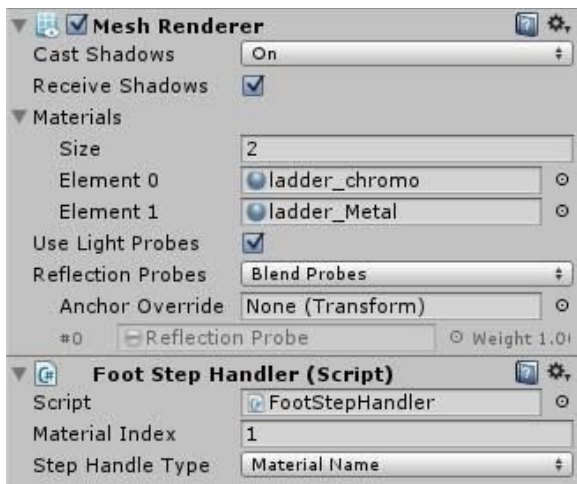 Mesh Renderer
Cast Shadows On
Receive Shadows
Materials
Size 2
Element 0 ladder_chromo
Element 1 ladder_Metal
Use Light Probes
Reflection Probes Blend Probes
Anchor Override None (Transform)
#0 Reflection Probe Weight 1.0
Foot Step Handler (Script)
Script FootStepHandler
Material Index 1
Step Handle Type Material Name